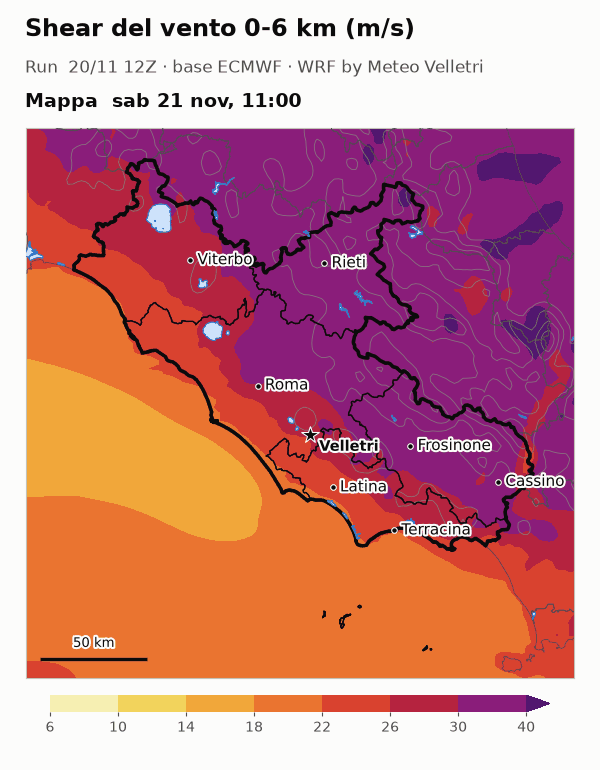 Shear del vento 0-6 km (m/s)
Run  20/11 12Z · base ECMWF · WRF by Meteo Velletri
Mappa  sab 21 nov, 11:00
Viterbo
Rieti
Roma
Velletri
Frosinone
Cassino
Latina
Terracina
50 km
6 10 14 18 22 26 30 40